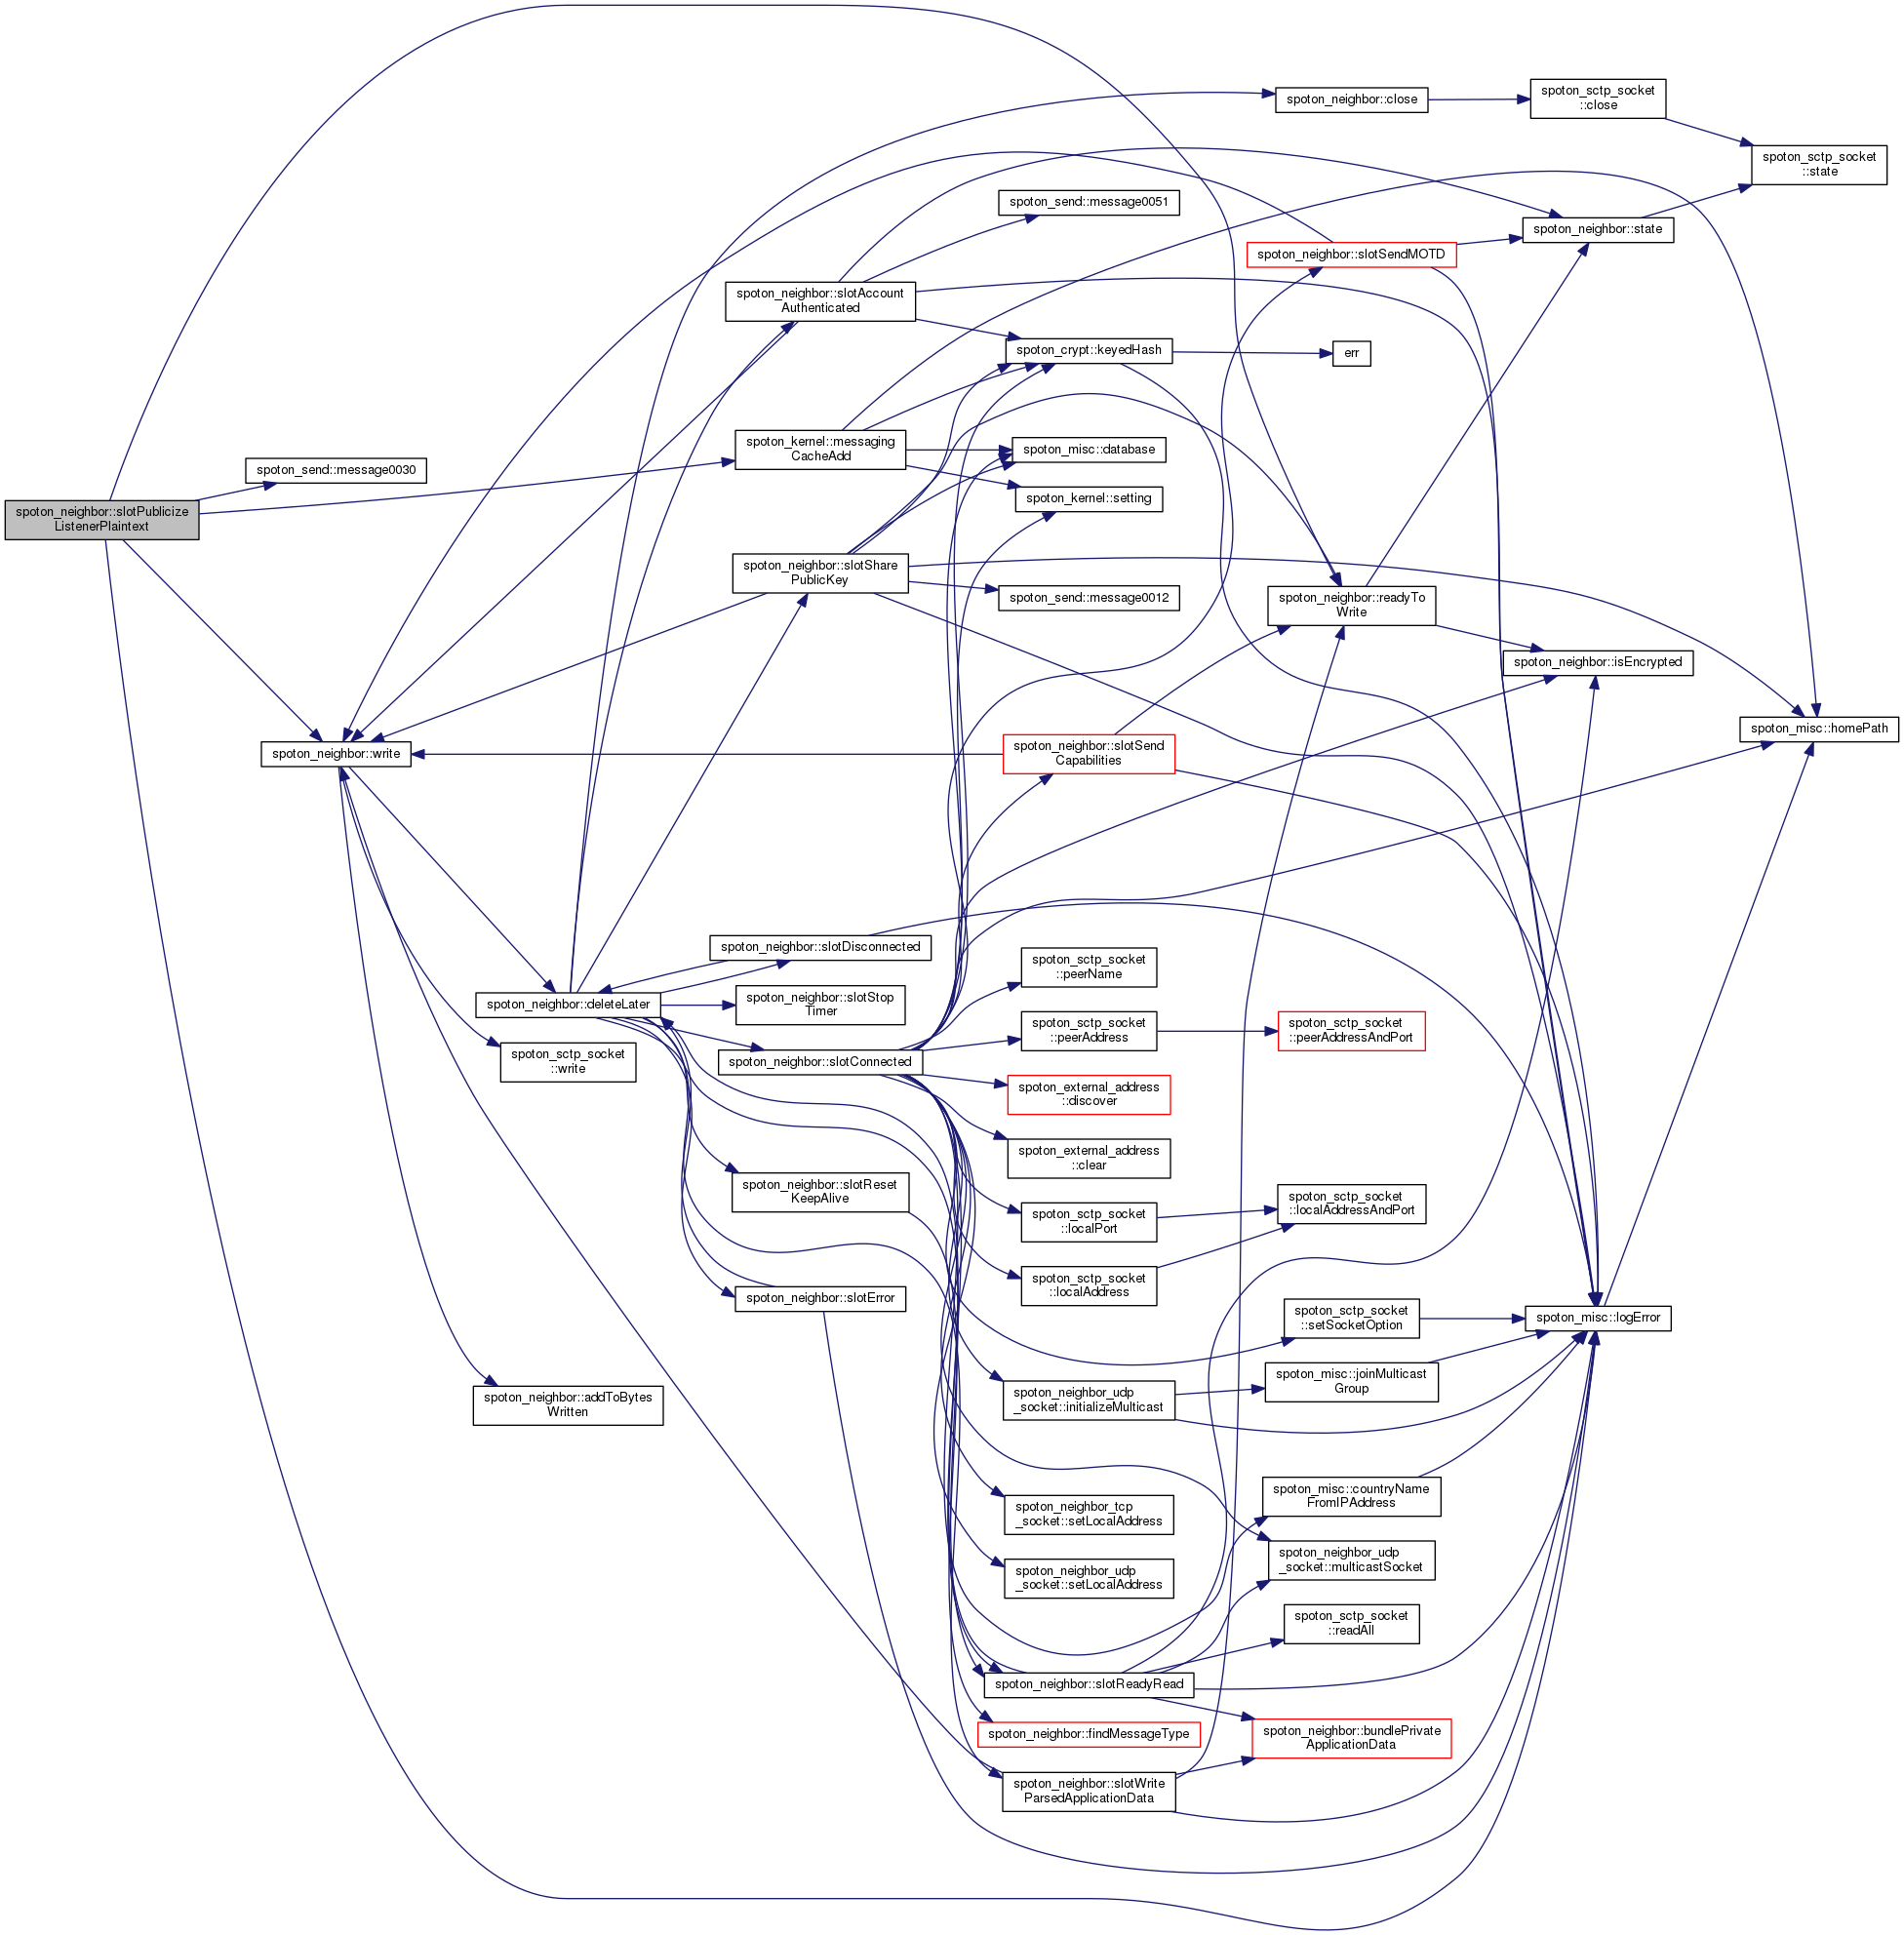 spoton_neighbor::close
spoton_sctp_socket
::close
spoton_sctp_socket
::state
spoton_send::message0051
spoton_neighbor::state
spoton_neighbor::slotSendMOTD
spoton_neighbor::slotAccount
Authenticated
spoton_crypt::keyedHash
err
spoton_kernel::messaging
CacheAdd
spoton_misc::database
spoton_send::message0030
spoton_kernel::setting
spoton_neighbor::slotPublicize
ListenerPlaintext
spoton_neighbor::slotShare
PublicKey
spoton_send::message0012
spoton_neighbor::readyTo
Write
spoton_neighbor::isEncrypted
spoton_misc::homePath
spoton_neighbor::write
spoton_neighbor::slotSend
Capabilities
spoton_neighbor::slotDisconnected
spoton_sctp_socket
::peerName
spoton_neighbor::deleteLater
spoton_neighbor::slotStop
Timer
spoton_sctp_socket
::peerAddress
spoton_sctp_socket
::peerAddressAndPort
spoton_sctp_socket
::write
spoton_neighbor::slotConnected
spoton_external_address
::discover
spoton_external_address
::clear
spoton_neighbor::slotReset
KeepAlive
spoton_sctp_socket
::localPort
spoton_sctp_socket
::localAddressAndPort
spoton_sctp_socket
::localAddress
spoton_neighbor::slotError
spoton_sctp_socket
::setSocketOption
spoton_misc::logError
spoton_neighbor::addToBytes
Written
spoton_neighbor_udp
_socket::initializeMulticast
spoton_misc::joinMulticast
Group
spoton_misc::countryName
FromIPAddress
spoton_neighbor_tcp
_socket::setLocalAddress
spoton_neighbor_udp
_socket::multicastSocket
spoton_neighbor_udp
_socket::setLocalAddress
spoton_sctp_socket
::readAll
spoton_neighbor::slotReadyRead
spoton_neighbor::findMessageType
spoton_neighbor::bundlePrivate
ApplicationData
spoton_neighbor::slotWrite
ParsedApplicationData